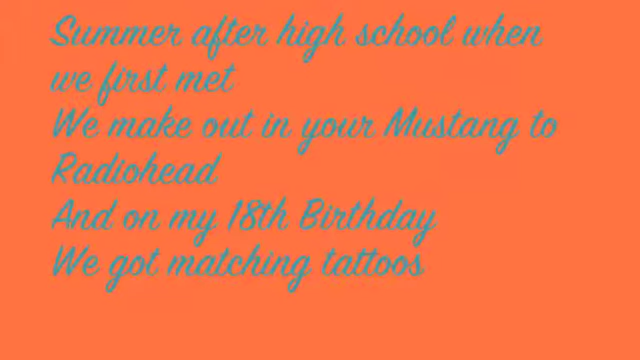 Summer after high school when
we first met
We make out in your Mustang to
Radiohead
And on my 18th Birthday
We got matching tattoos